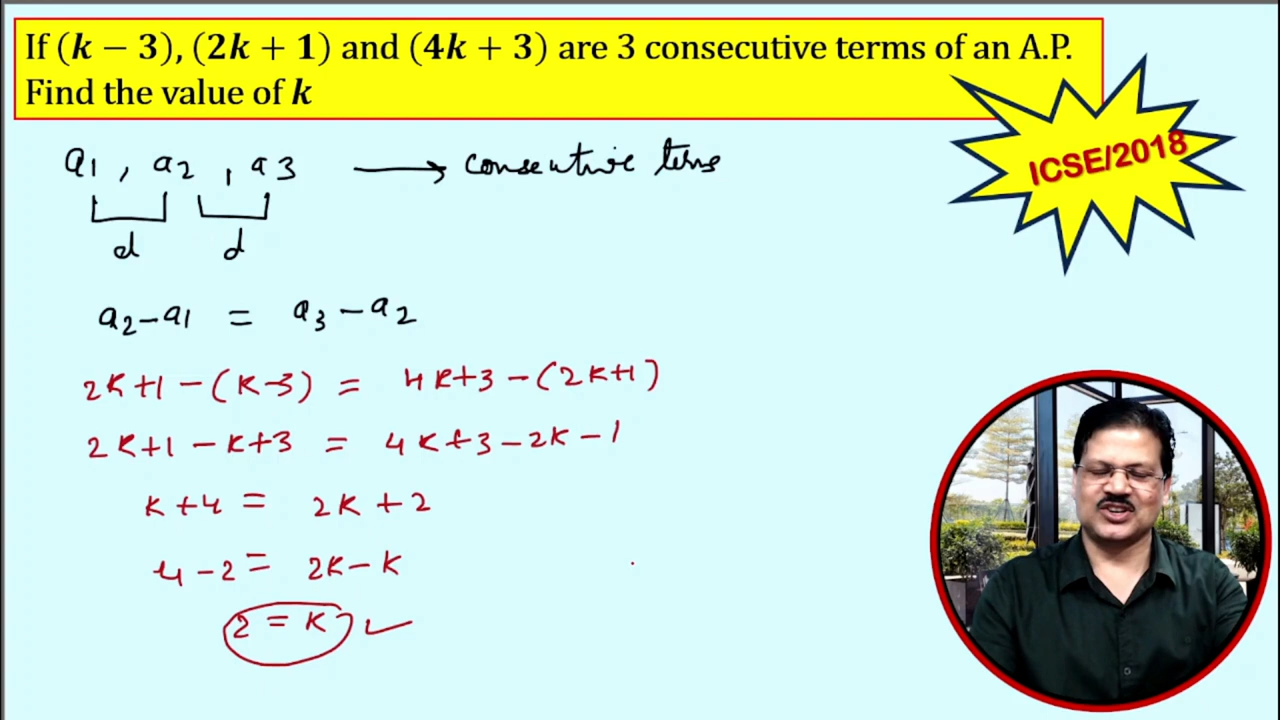 If (k − 3), (2k + 1) and (4k + 3) are 3 consecutive terms of an A.P.
Find the value of k
ICSE/2018
a1 , a2 , a3 ⟶ consecutive terms
d d
a2 − a1 = a3 − a2
2k+1 − (k−3) = 4k+3 − (2k+1)
2k+1 − k+3 = 4k+3 − 2k − 1
k+4 = 2k+2
4 − 2 = 2k − k
2 = k ✓